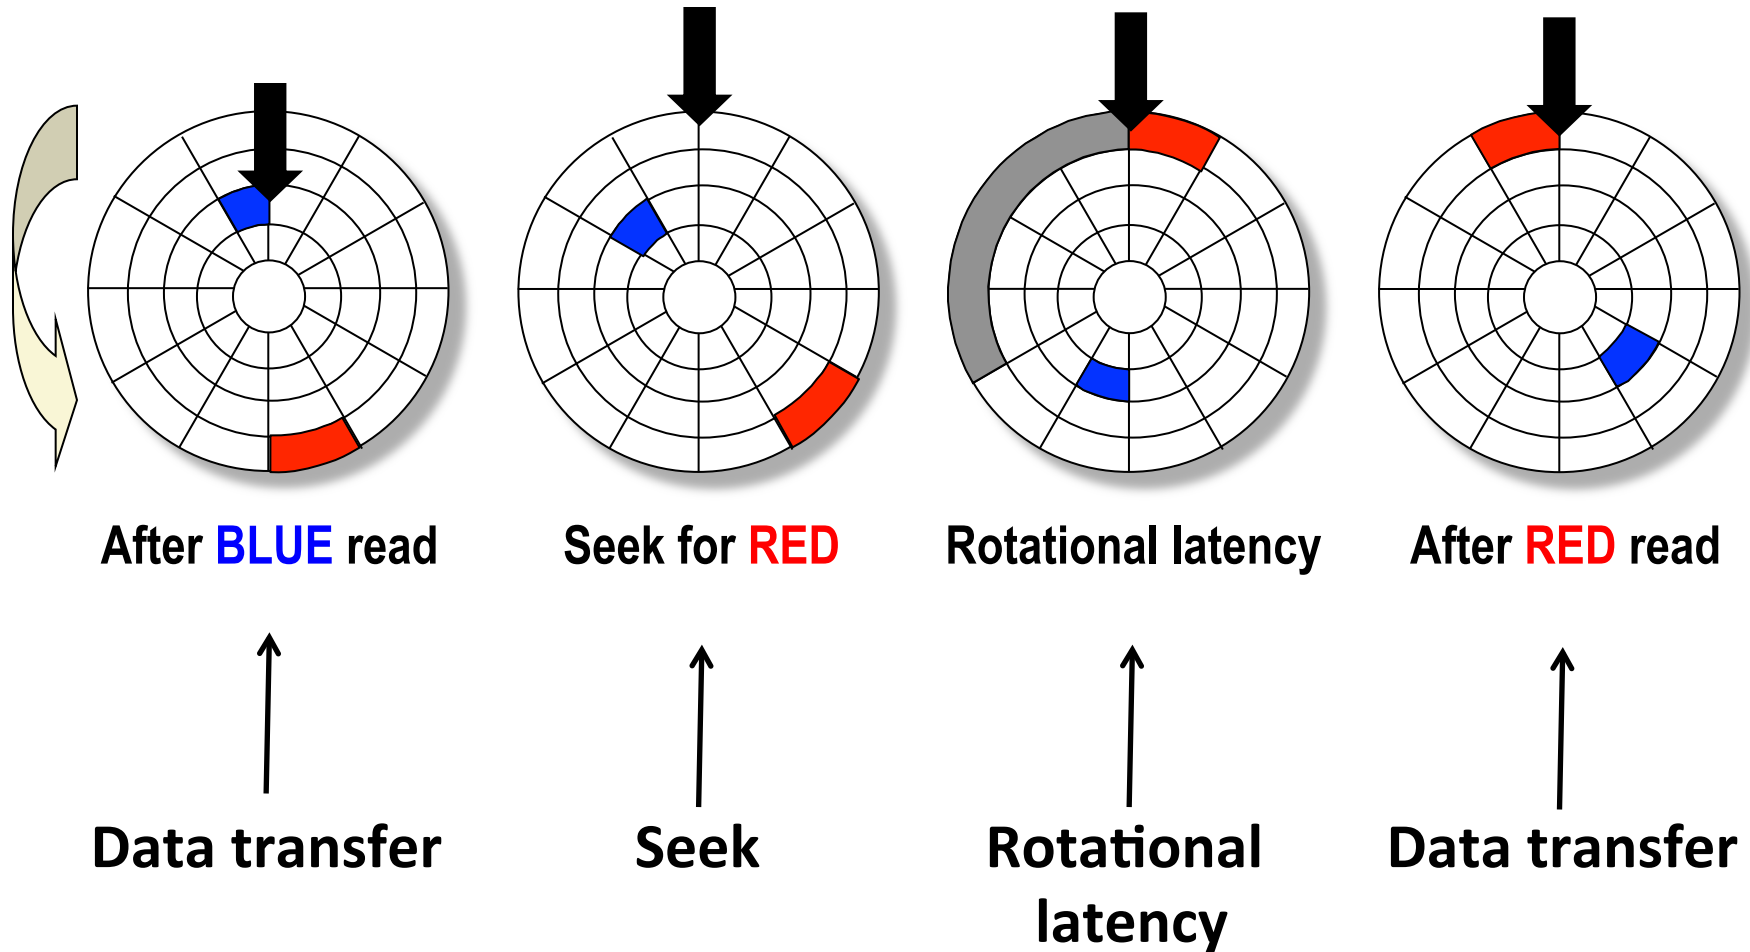 After BLUE read
Seek for RED
Rotational latency
After RED read
Data transfer
Seek
Rotational
latency
Data transfer